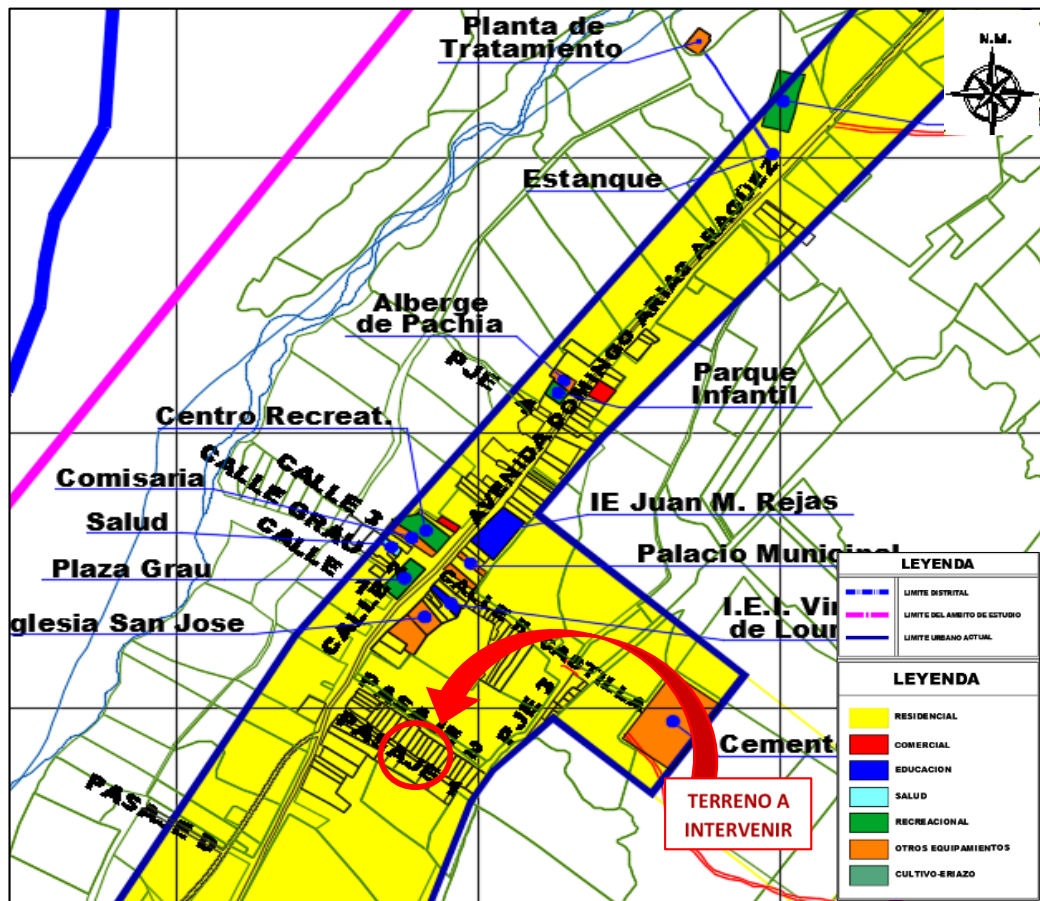 Planta de
Tratamiento
N.M.
Estanque
AVENIDA DOMINGO ARIAS ARAGUEZ
Alberge
de Pachia
PJE 4
Parque
Infantil
Centro Recreat.
CALLE 3
CALLE GRAU
CALLE
Comisaria
IE Juan M. Rejas
Salud
Palacio Municipal
Plaza Grau
CALLE
CALLE
glesia San Jose
I.E.I. Vir
de Lour
CASTILLA
PJE 3
PASAJE 2
PASAJE 1
Cement
PASAJE D
TERRENO A
INTERVENIR
LEYENDA
LIMITE DISTRITAL
LIMITE DEL AMBITO DE ESTUDIO
LIMITE URBANO ACTUAL
LEYENDA
RESIDENCIAL
COMERCIAL
EDUCACION
SALUD
RECREACIONAL
OTROS EQUIPAMIENTOS
CULTIVO-ERIAZO